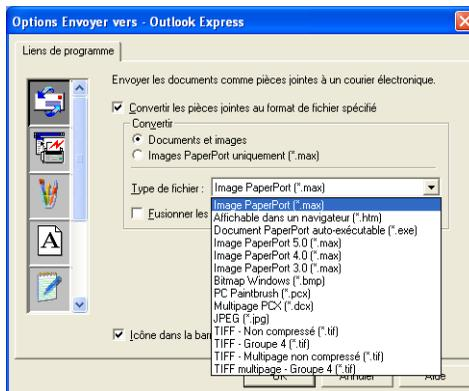 Options Envoyer vers - Outlook Express
Liens de programme
Envoyer les documents comme pièces jointes à un courier électronique.
Convertir les pièces jointes au format de fichier spécifié
Convertir
Documents et images
Images PaperPort uniquement (*.max)
Type de fichier : Image PaperPort (*.max)
Image PaperPort (*.max)
Fusionner les
Affichable dans un navigateur (*.htm)
Document PaperPort auto-exécutable (*.exe)
Image PaperPort 5.0 (*.max)
Image PaperPort 4.0 (*.max)
Image PaperPort 3.0 (*.max)
Bitmap Windows (*.bmp)
PC Paintbrush (*.pcx)
Multipage PCX (*.dcx)
JPEG (*.jpg)
Icône dans la bar
TIFF - Non compressé (*.tif)
TIFF - Groupe 4 (*.tif)
TIFF - Multipage non compressé (*.tif)
TIFF multipage - Groupe 4 (*.tif)
OK Annuler Aide